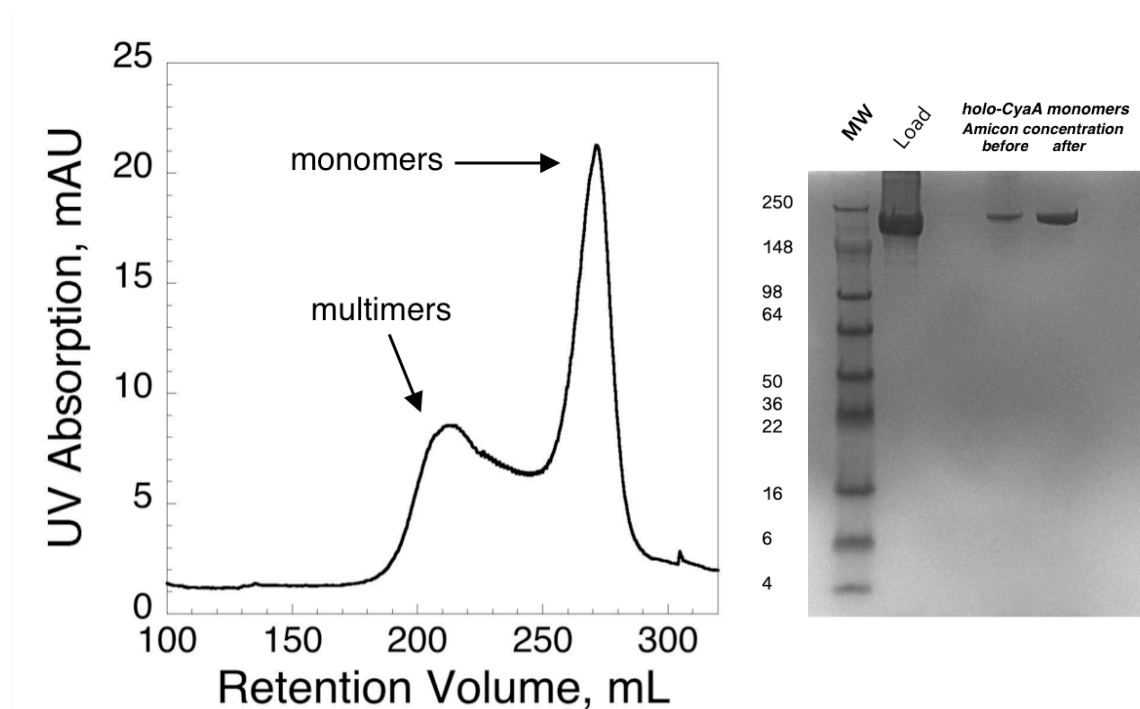 25
20
15
10
5
0
UV Absorption, mAU
monomers
multimers
100 150 200 250 300
Retention Volume, mL
MW
Load
holo-CyaA monomers
Amicon concentration
before after
250
148
98
64
50
36
22
16
6
4